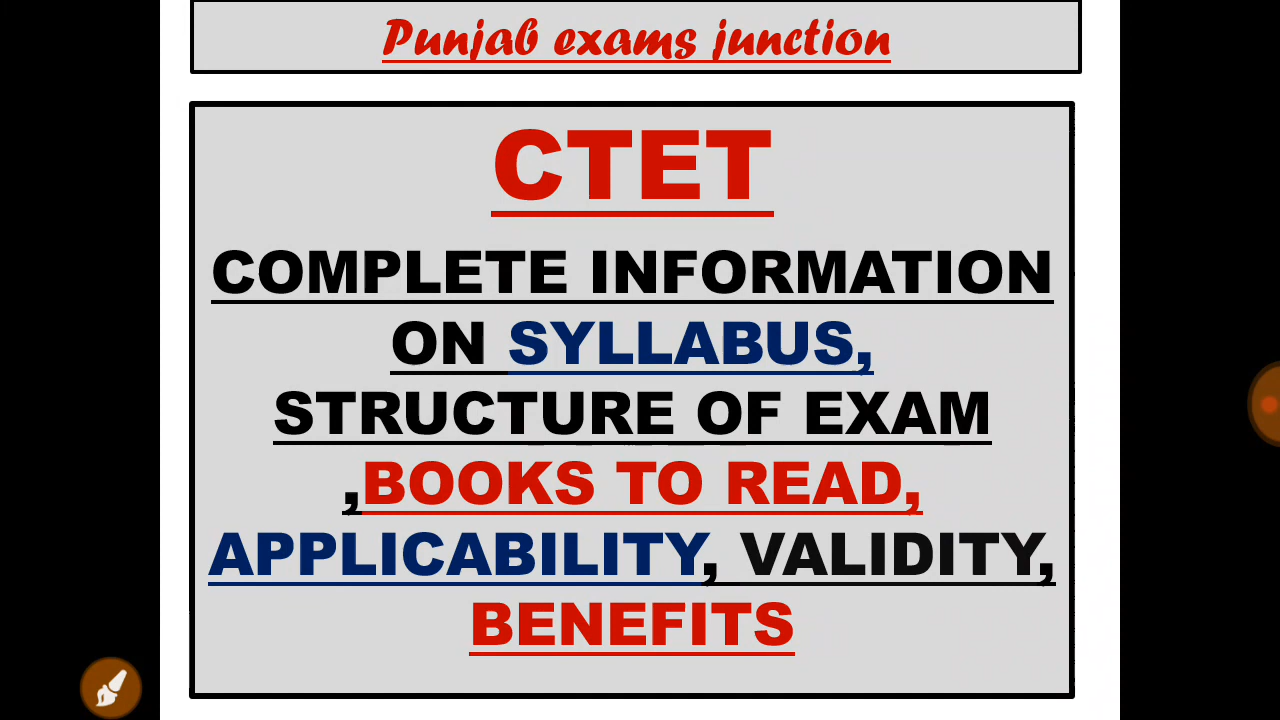 Punjab exams junction
CTET
COMPLETE INFORMATION
ON SYLLABUS,
STRUCTURE OF EXAM
,BOOKS TO READ,
APPLICABILITY, VALIDITY,
BENEFITS